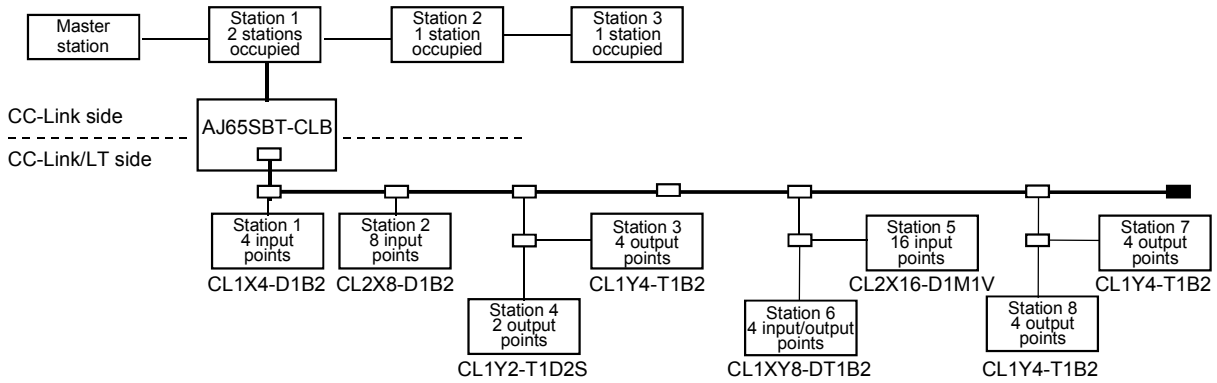 Master
station
Station 1
2 stations
occupied
Station 2
1 station
occupied
Station 3
1 station
occupied
CC-Link side
AJ65SBT-CLB
CC-Link/LT side
Station 1
4 input
points
CL1X4-D1B2
Station 2
8 input
points
CL2X8-D1B2
Station 3
4 output
points
CL1Y4-T1B2
Station 4
2 output
points
CL1Y2-T1D2S
Station 5
16 input
points
CL2X16-D1M1V
Station 6
4 input/output
points
CL1XY8-DT1B2
Station 7
4 output
points
CL1Y4-T1B2
Station 8
4 output
points
CL1Y4-T1B2